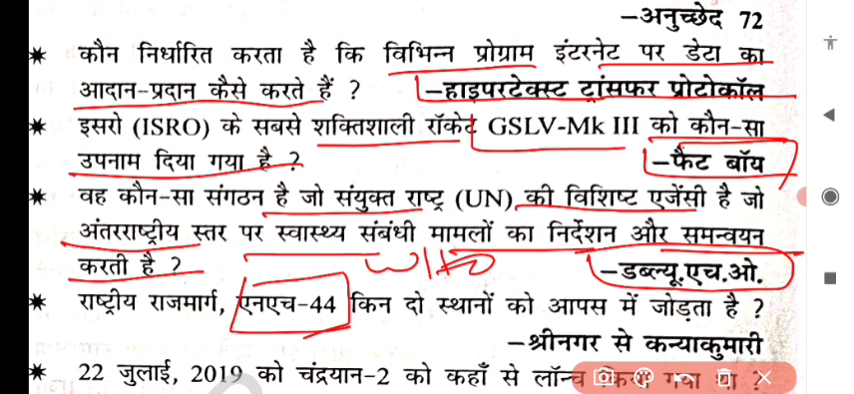 –अनुच्छेद 72
* कौन निर्धारित करता है कि विभिन्न प्रोग्राम इंटरनेट पर डेटा का
आदान-प्रदान कैसे करते हैं ? –हाइपरटेक्स्ट ट्रांसफर प्रोटोकॉल
* इसरो (ISRO) के सबसे शक्तिशाली रॉकेट GSLV-Mk III को कौन-सा
उपनाम दिया गया है ? –फैट बॉय
* वह कौन-सा संगठन है जो संयुक्त राष्ट्र (UN) की विशिष्ट एजेंसी है जो
अंतरराष्ट्रीय स्तर पर स्वास्थ्य संबंधी मामलों का निर्देशन और समन्वयन
करती है ? WHO –डब्ल्यू.एच.ओ.
* राष्ट्रीय राजमार्ग, एनएच-44 किन दो स्थानों को आपस में जोड़ता है ?
–श्रीनगर से कन्याकुमारी
* 22 जुलाई, 2019 को चंद्रयान-2 को कहाँ से लॉन्च किया गया था ?